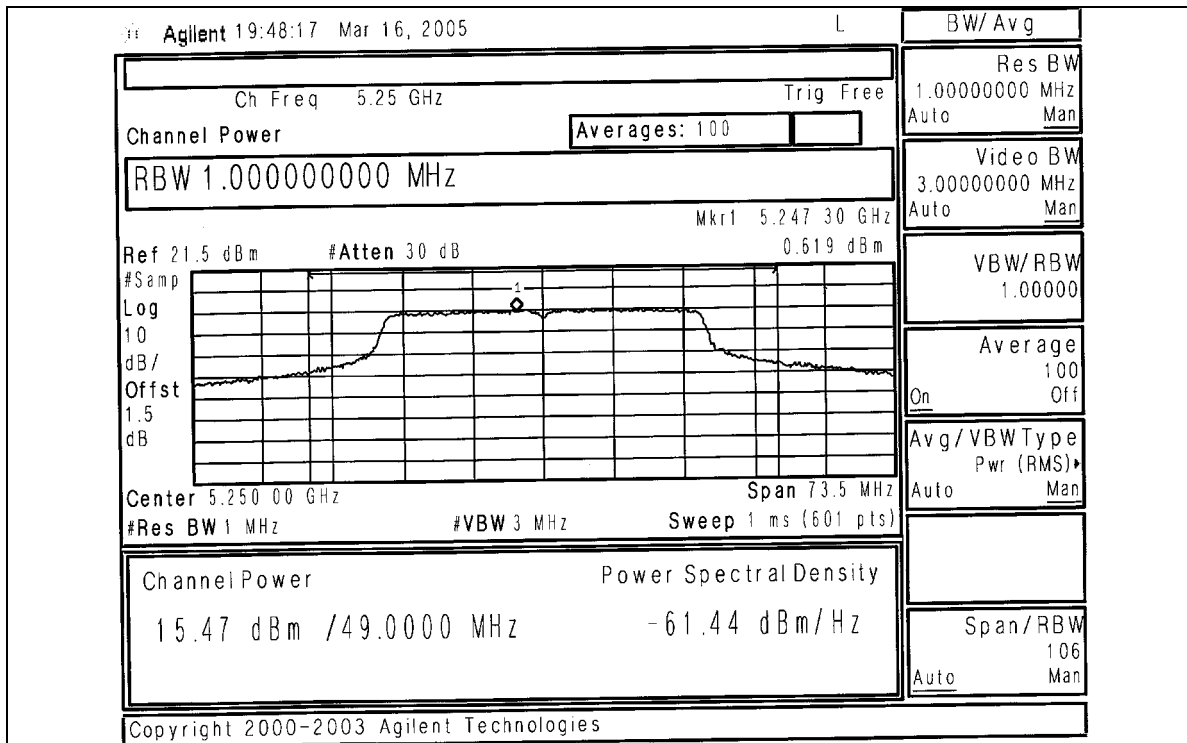 Agilent 19:48:17 Mar 16, 2005 L
Ch Freq 5.25 GHz Trig Free
Channel Power Averages: 100
RBW 1.000000000 MHz
Mkr1 5.247 30 GHz
Ref 21.5 dBm #Atten 30 dB 0.619 dBm
#Samp
Log
10
dB/
Offst
1.5
dB
1
Center 5.250 00 GHz Span 73.5 MHz
#Res BW 1 MHz #VBW 3 MHz Sweep 1 ms (601 pts)
Channel Power Power Spectral Density
15.47 dBm /49.0000 MHz -61.44 dBm/Hz
Copyright 2000-2003 Agilent Technologies
BW/Avg
Res BW
1.00000000 MHz
Auto Man
Video BW
3.00000000 MHz
Auto Man
VBW/RBW
1.00000
Average
100
On Off
Avg/VBW Type
Pwr (RMS)
Auto Man
Span/RBW
106
Auto Man